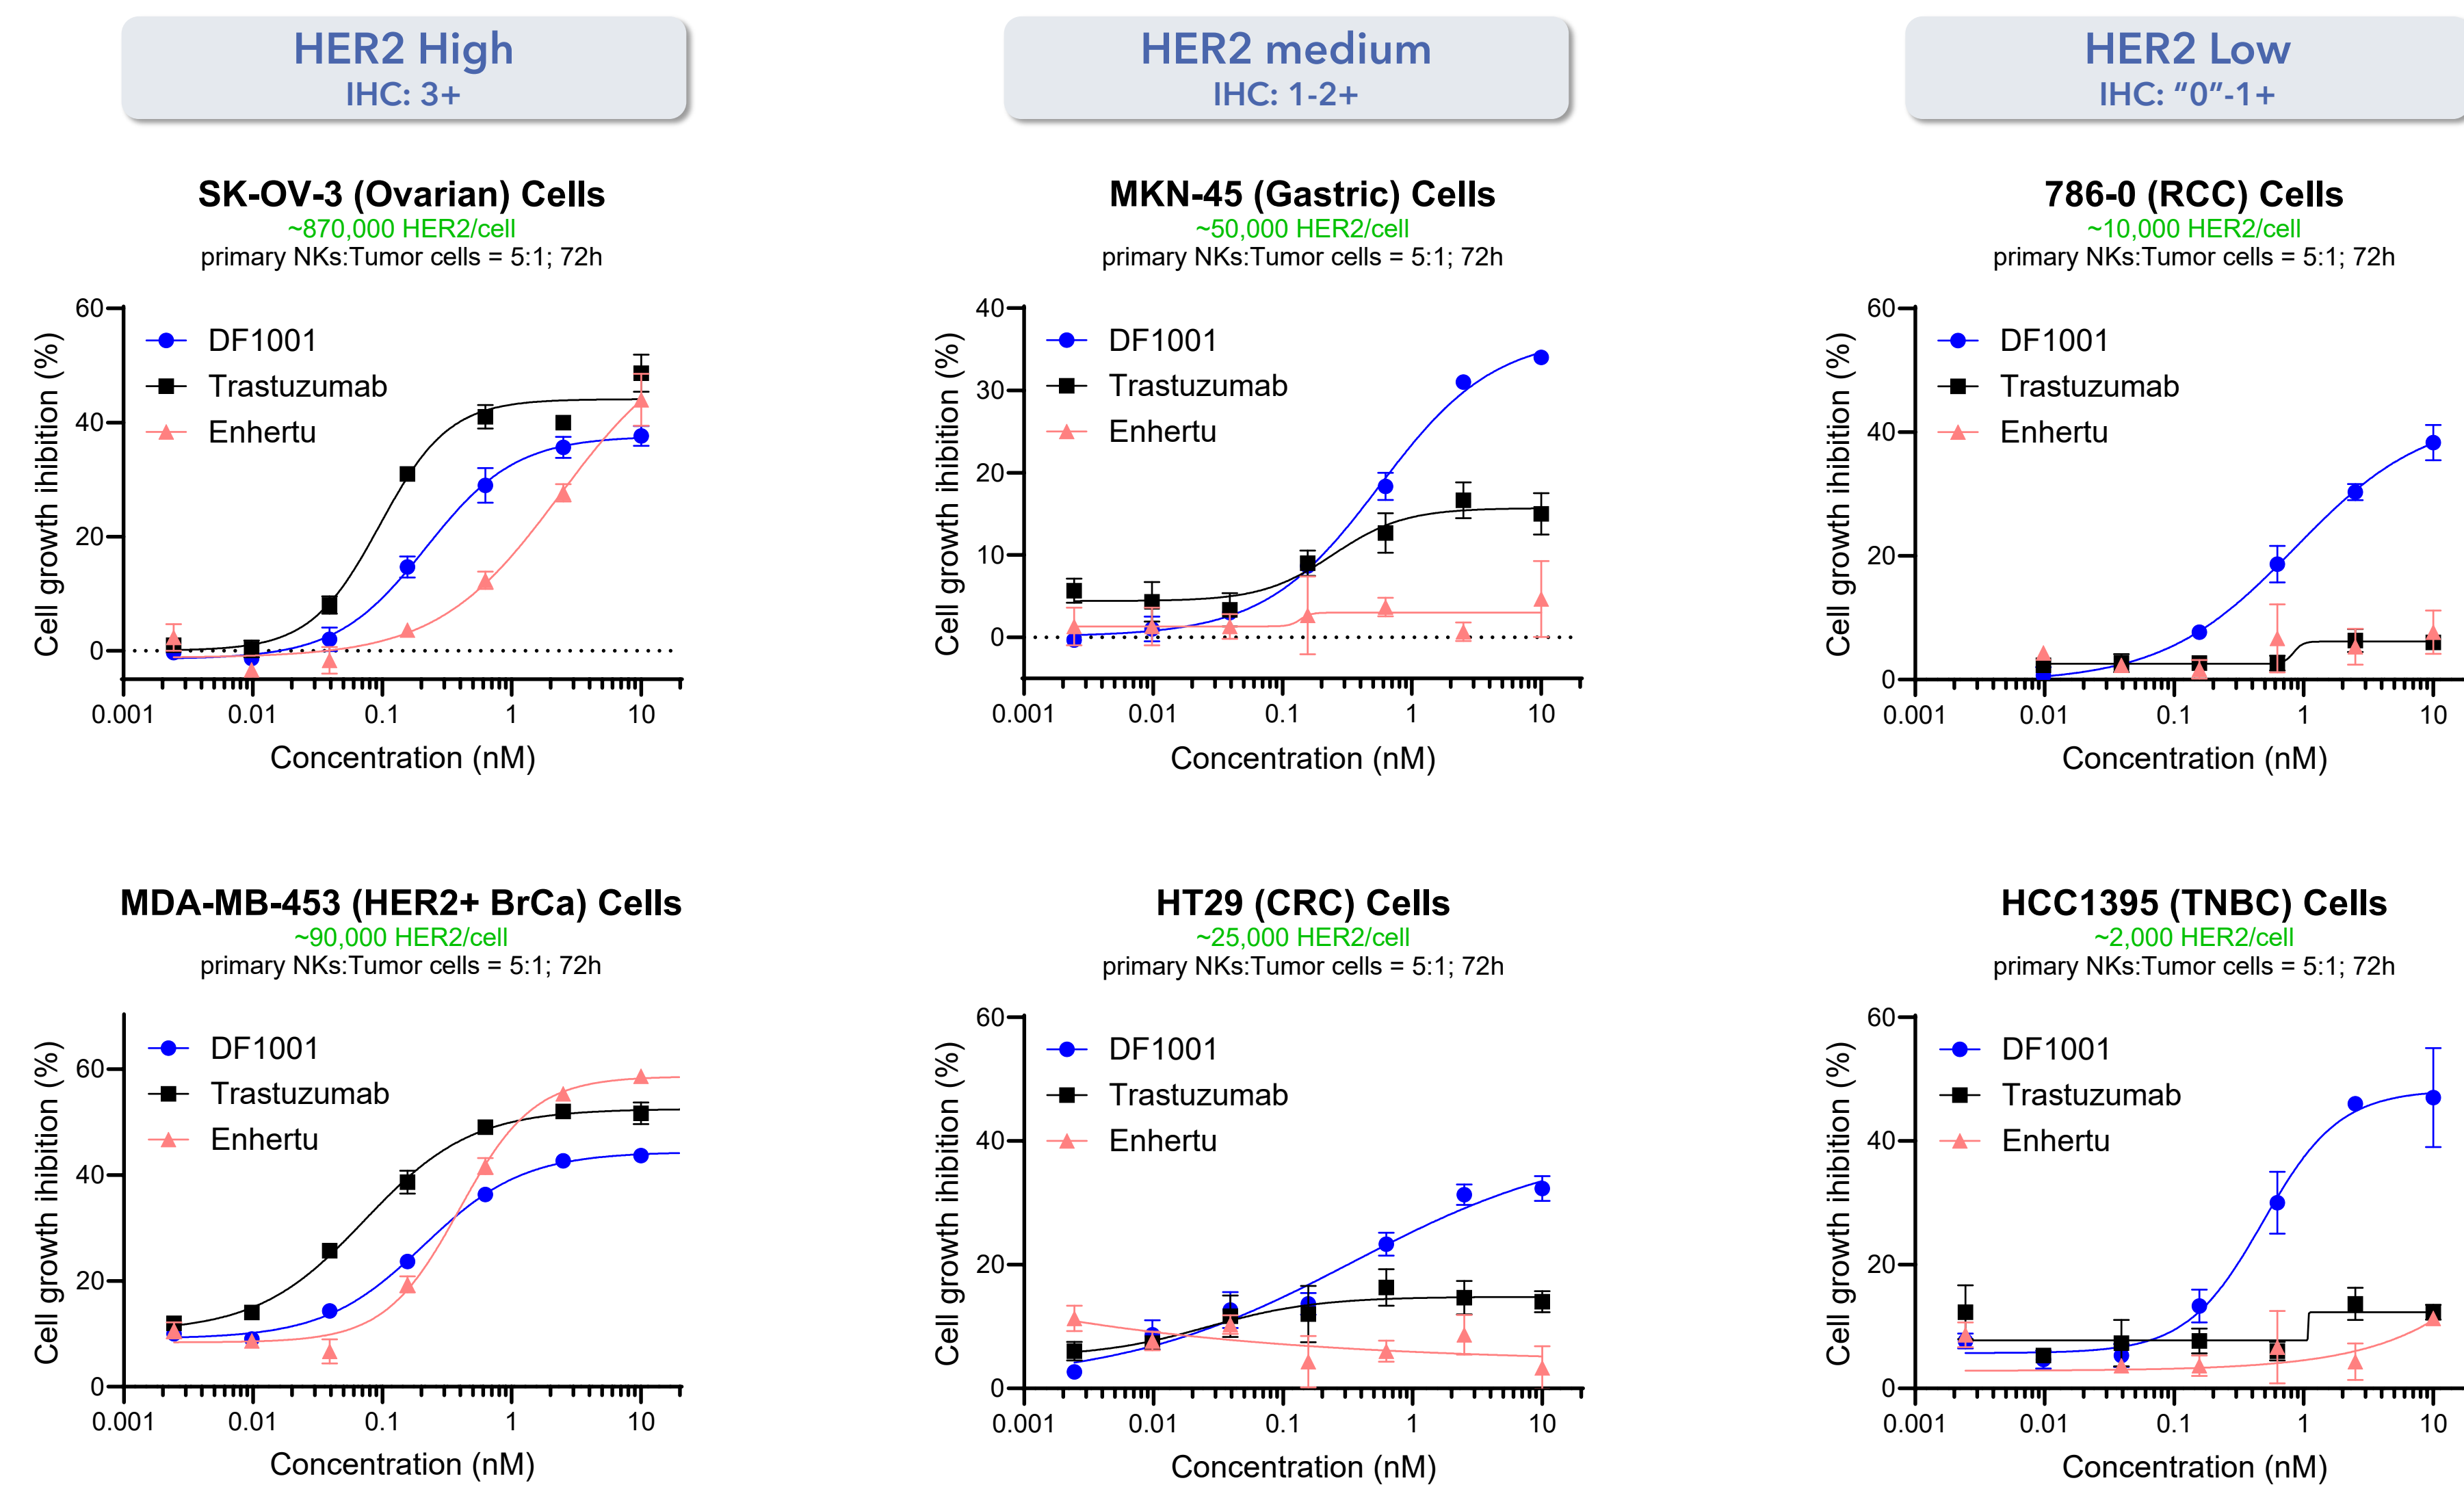 HER2 High
IHC: 3+
HER2 medium
IHC: 1-2+
HER2 Low
IHC: “0”-1+
SK-OV-3 (Ovarian) Cells
~870,000 HER2/cell
primary NKs:Tumor cells = 5:1; 72h
Cell growth ihibition (%)
60
40
20
0
DF1001
Trastuzumab
Enhertu
0.001 0.01 0.1 1 10
Concentration (nM)
MKN-45 (Gastric) Cells
~50,000 HER2/cell
primary NKs:Tumor cells = 5:1; 72h
Cell growth ihibition (%)
40
30
20
10
0
DF1001
Trastuzumab
Enhertu
0.001 0.01 0.1 1 10
Concentration (nM)
786-0 (RCC) Cells
~10,000 HER2/cell
primary NKs:Tumor cells = 5:1; 72h
Cell growth ihibition (%)
60
40
20
0
DF1001
Trastuzumab
Enhertu
0.001 0.01 0.1 1 10
Concentration (nM)
MDA-MB-453 (HER2+ BrCa) Cells
~90,000 HER2/cell
primary NKs:Tumor cells = 5:1; 72h
Cell growth ihibition (%)
60
40
20
0
DF1001
Trastuzumab
Enhertu
0.001 0.01 0.1 1 10
Concentration (nM)
HT29 (CRC) Cells
~25,000 HER2/cell
primary NKs:Tumor cells = 5:1; 72h
Cell growth ihibition (%)
60
40
20
0
DF1001
Trastuzumab
Enhertu
0.001 0.01 0.1 1 10
Concentration (nM)
HCC1395 (TNBC) Cells
~2,000 HER2/cell
primary NKs:Tumor cells = 5:1; 72h
Cell growth ihibition (%)
60
40
20
0
DF1001
Trastuzumab
Enhertu
0.001 0.01 0.1 1 10
Concentration (nM)